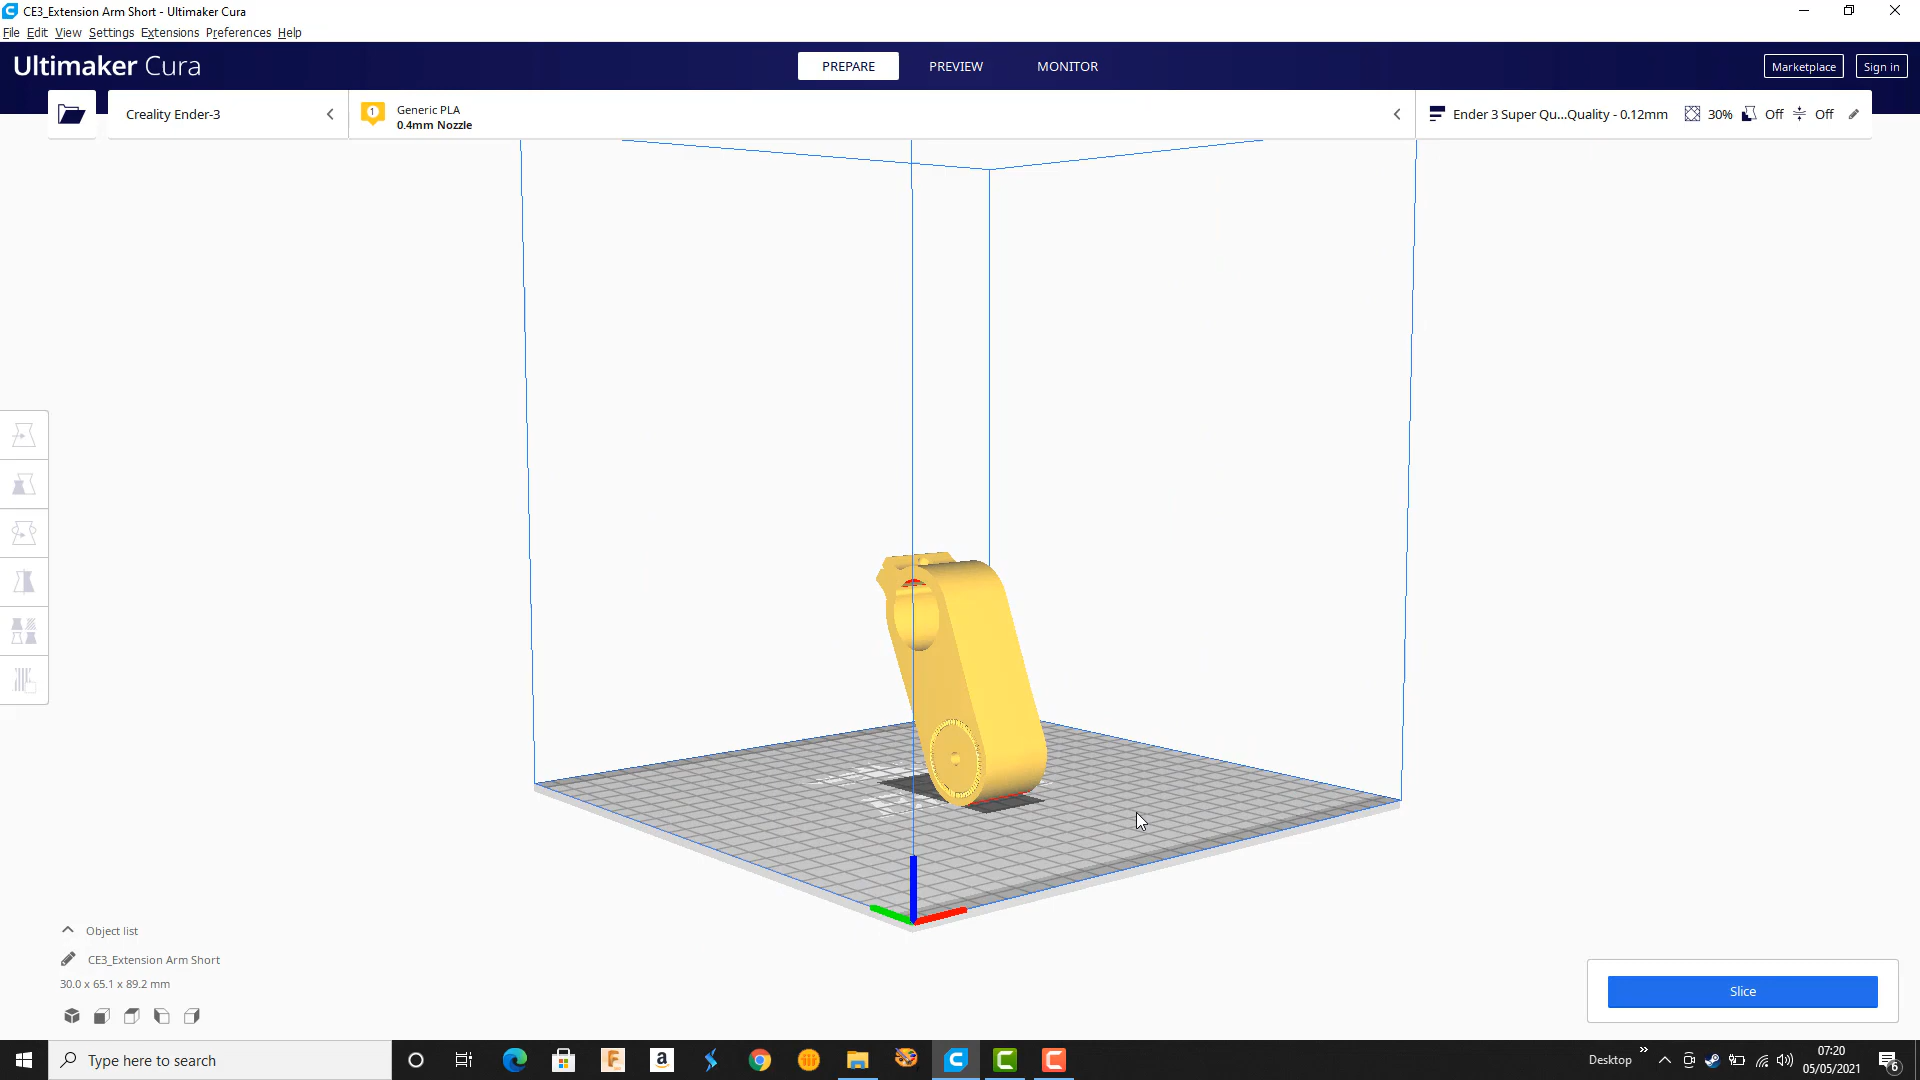 CE3_Extension Arm Short - Ultimaker Cura
File Edit View Settings Extensions Preferences Help
Ultimaker Cura
PREPARE PREVIEW MONITOR
Marketplace Sign in
Creality Ender-3
1
Generic PLA
0.4mm Nozzle
Ender 3 Super Qu...Quality - 0.12mm 30% Off Off
Object list
CE3_Extension Arm Short
30.0 x 65.1 x 89.2 mm
Slice
Type here to search
Desktop
07:20
05/05/2021
6